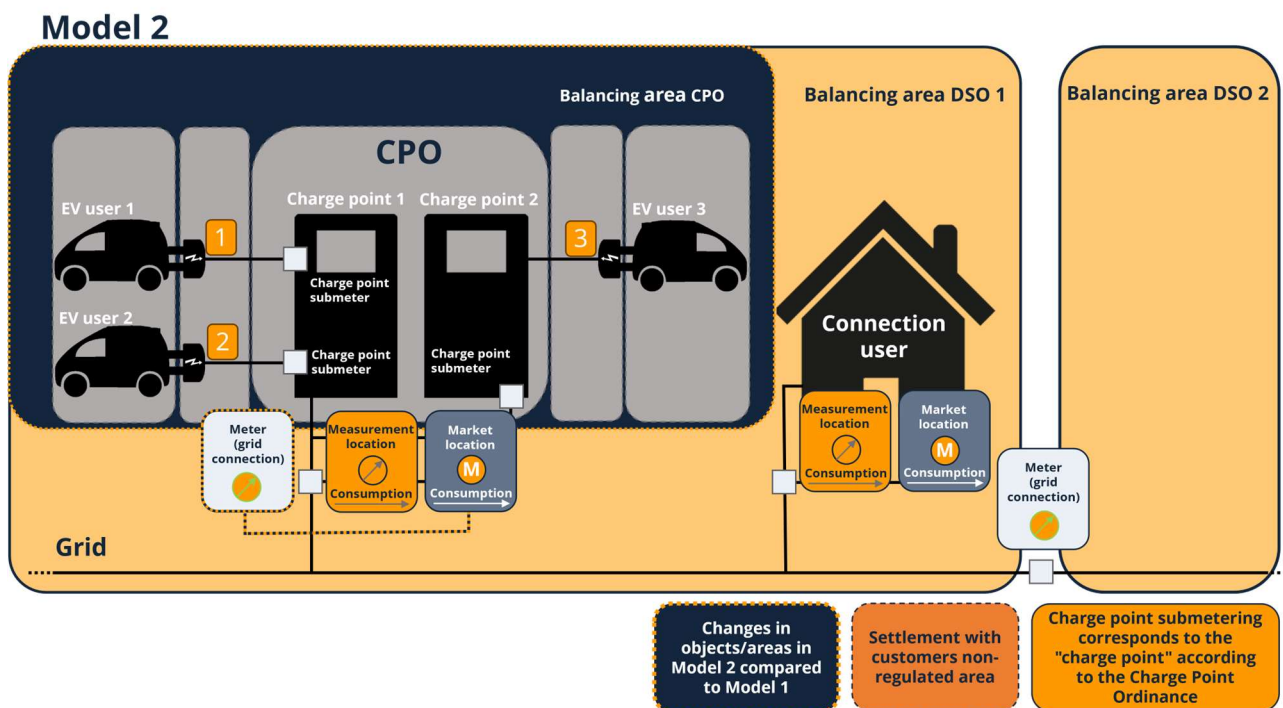 Model 2
Balancing area CPO
Balancing area DSO 1
Balancing area DSO 2
CPO
EV user 1
1
Charge point 1
Charge point 2
3
EV user 3
Charge point
submeter
EV user 2
2
Charge point
submeter
Charge point
submeter
Connection
user
Meter
(grid
connection)
Measurement
location
Consumption
Market
location
M
Consumption
Measurement
location
Consumption
Market
location
M
Consumption
Meter
(grid
connection)
Grid
Changes in
objects/areas in
Model 2 compared
to Model 1
Settlement with
customers non-
regulated area
Charge point submetering
corresponds to the
"charge point" according
to the Charge Point
Ordinance